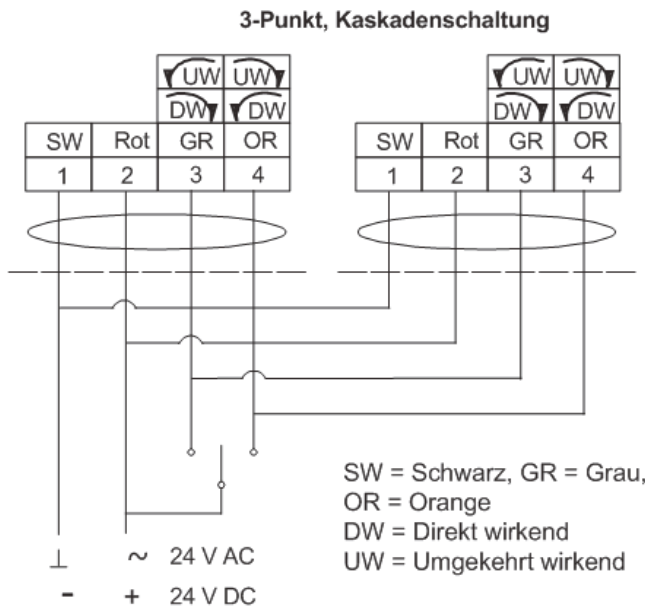 3-Punkt, Kaskadenschaltung
UW UW UW UW
DW DW DW DW
SW Rot GR OR SW Rot GR OR
1 2 3 4 1 2 3 4
SW = Schwarz, GR = Grau,
OR = Orange
DW = Direkt wirkend
UW = Umgekehrt wirkend
⊥ ~ 24 V AC
- + 24 V DC